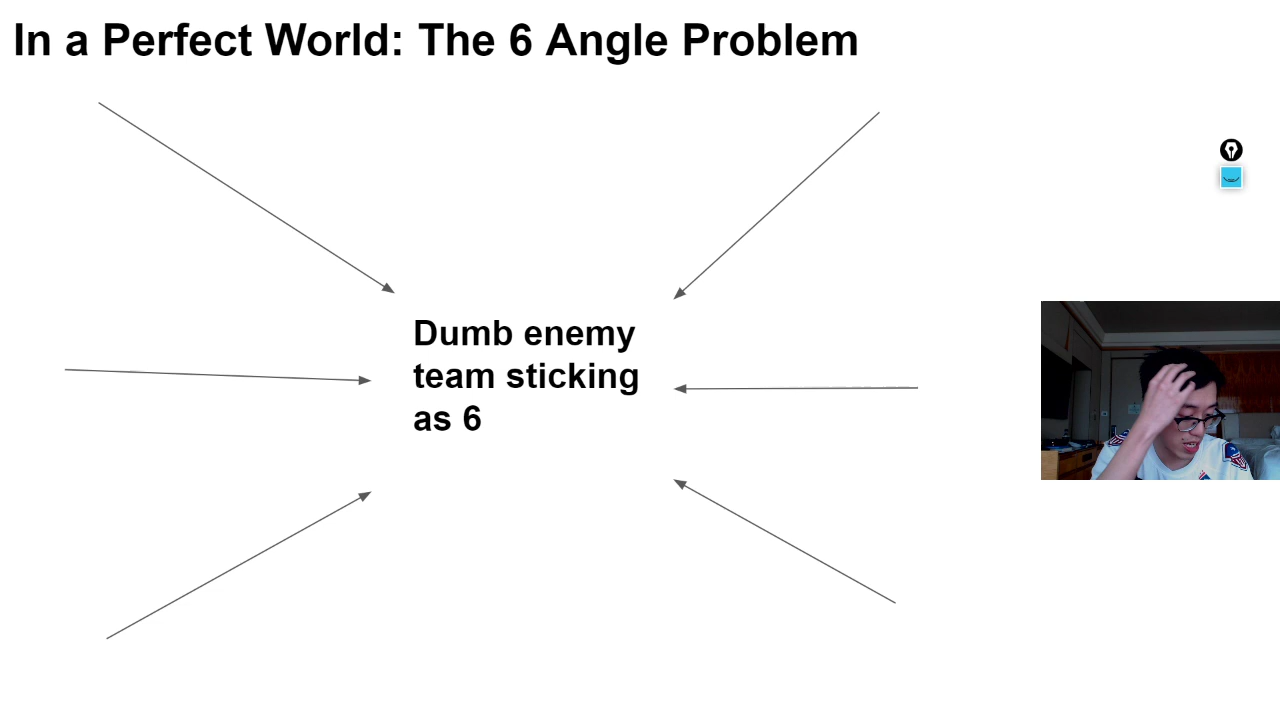 In a Perfect World: The 6 Angle Problem
Dumb enemy
team sticking
as 6